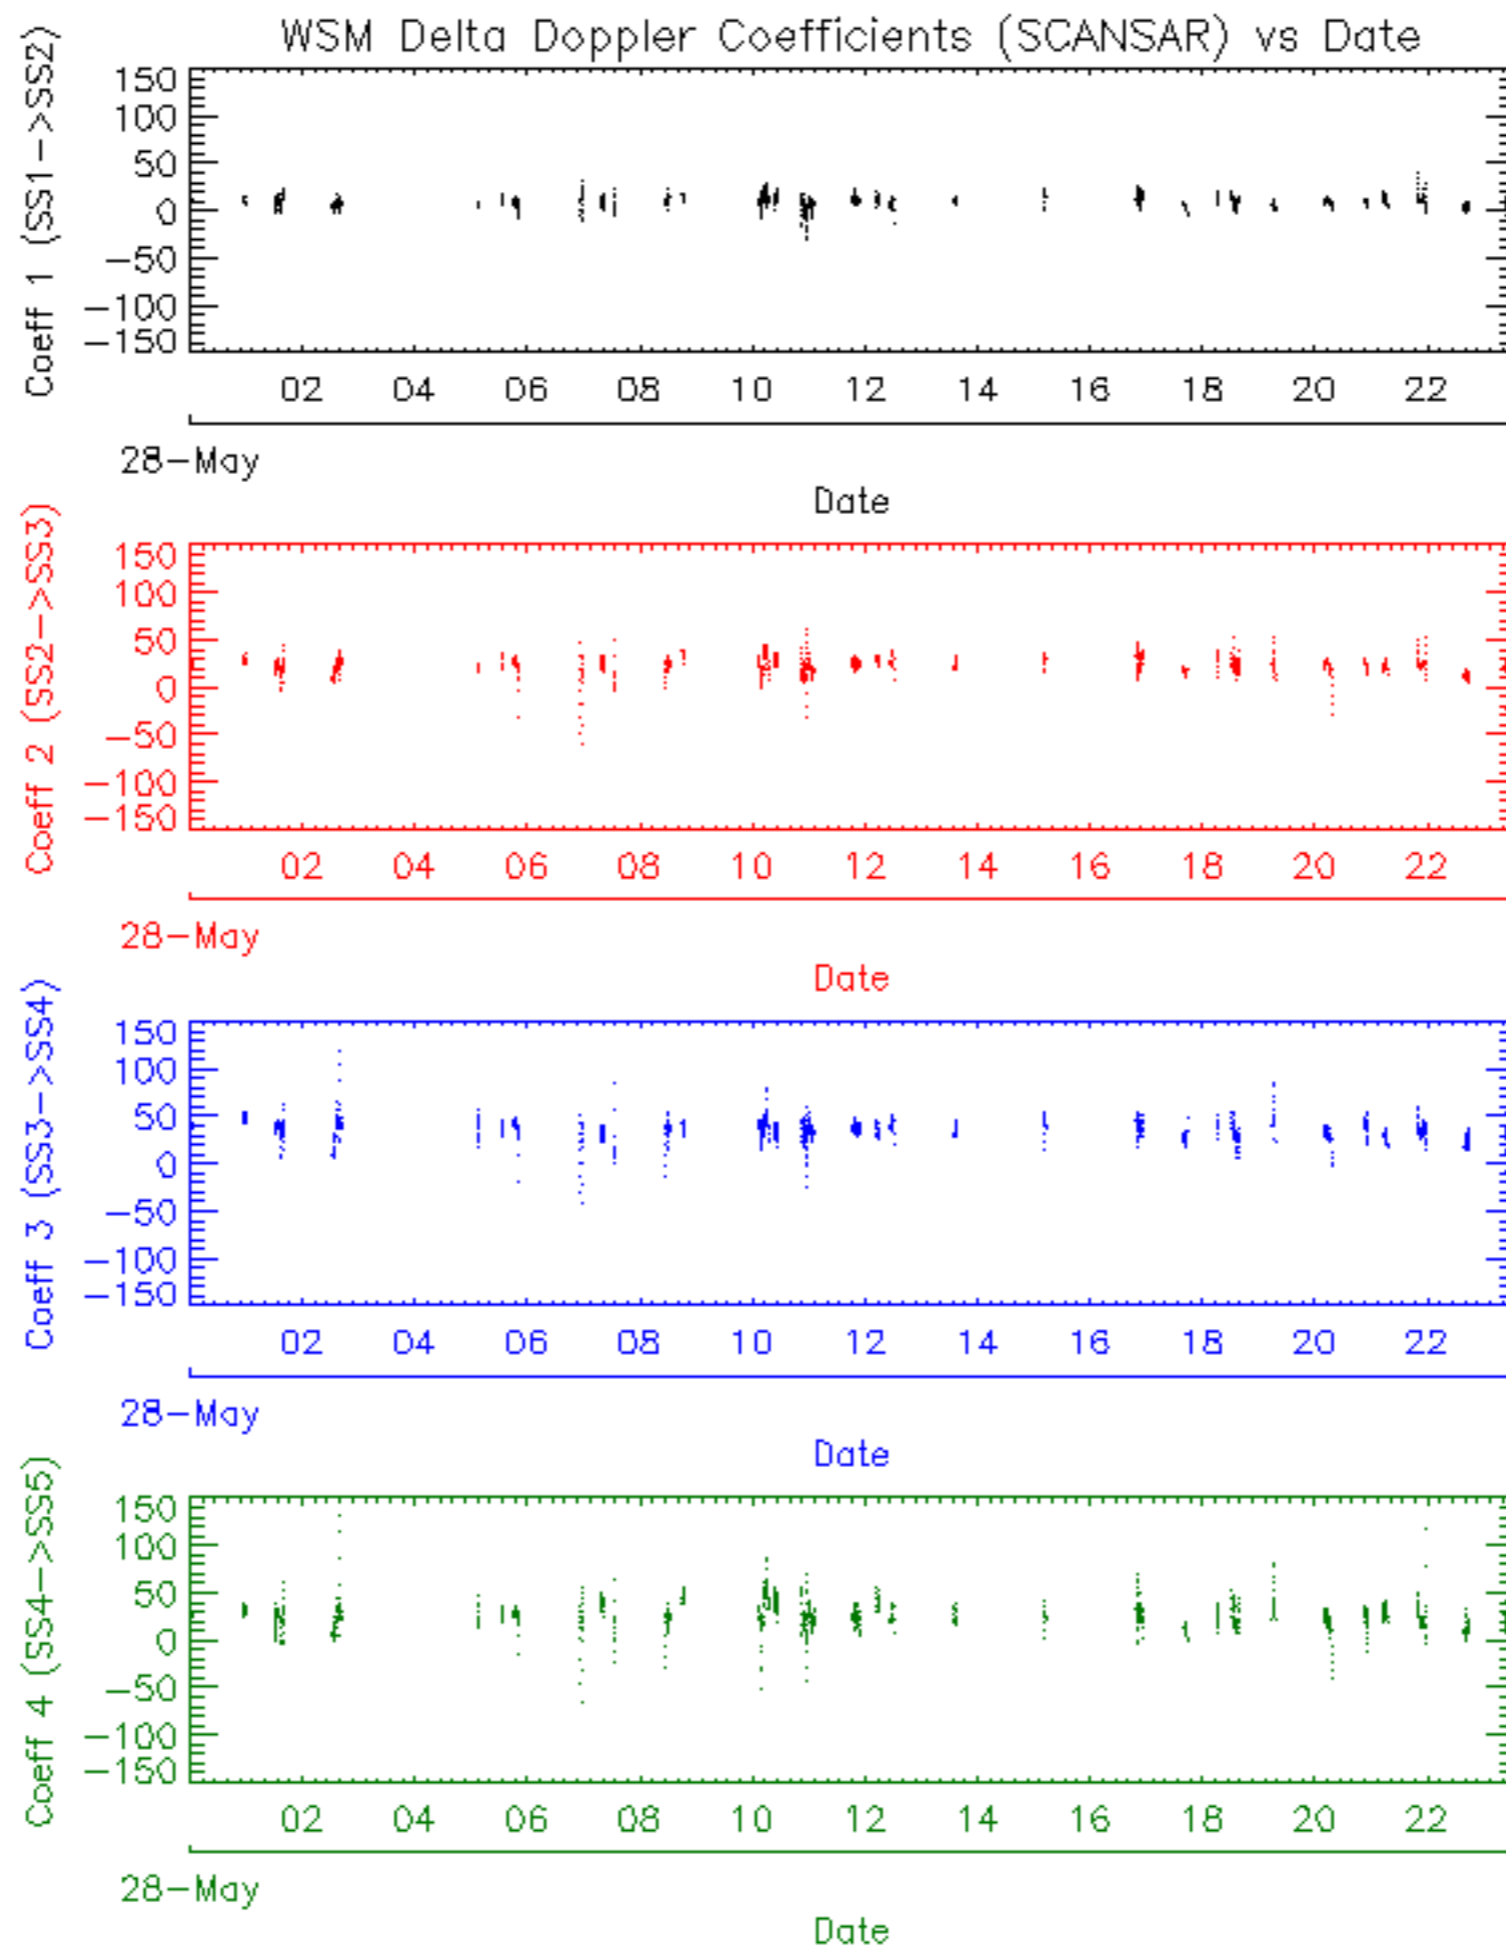 WSM Delta Doppler Coefficients (SCANSAR) vs Date
Coeff 1 (SS1->SS2)
150
100
50
0
-50
-100
-150
02 04 06 08 10 12 14 16 18 20 22
28-May
Date
Coeff 2 (SS2->SS3)
150
100
50
0
-50
-100
-150
02 04 06 08 10 12 14 16 18 20 22
28-May
Date
Coeff 3 (SS3->SS4)
150
100
50
0
-50
-100
-150
02 04 06 08 10 12 14 16 18 20 22
28-May
Date
Coeff 4 (SS4->SS5)
150
100
50
0
-50
-100
-150
02 04 06 08 10 12 14 16 18 20 22
28-May
Date